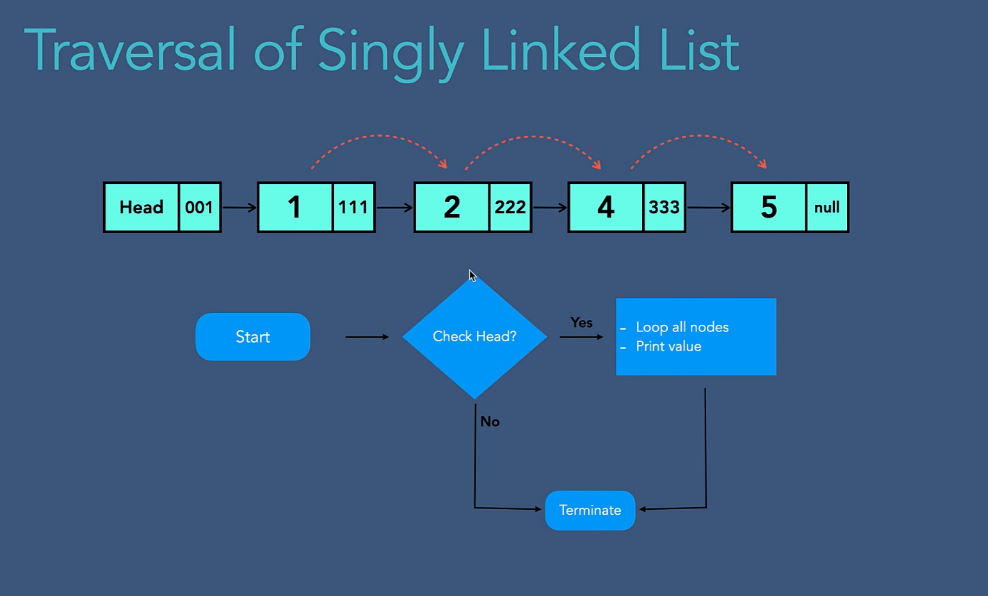 Traversal of Singly Linked List
Head 001 1 111 2 222 4 333 5 null
Start
Check Head?
Yes
- Loop all nodes
- Print value
No
Terminate